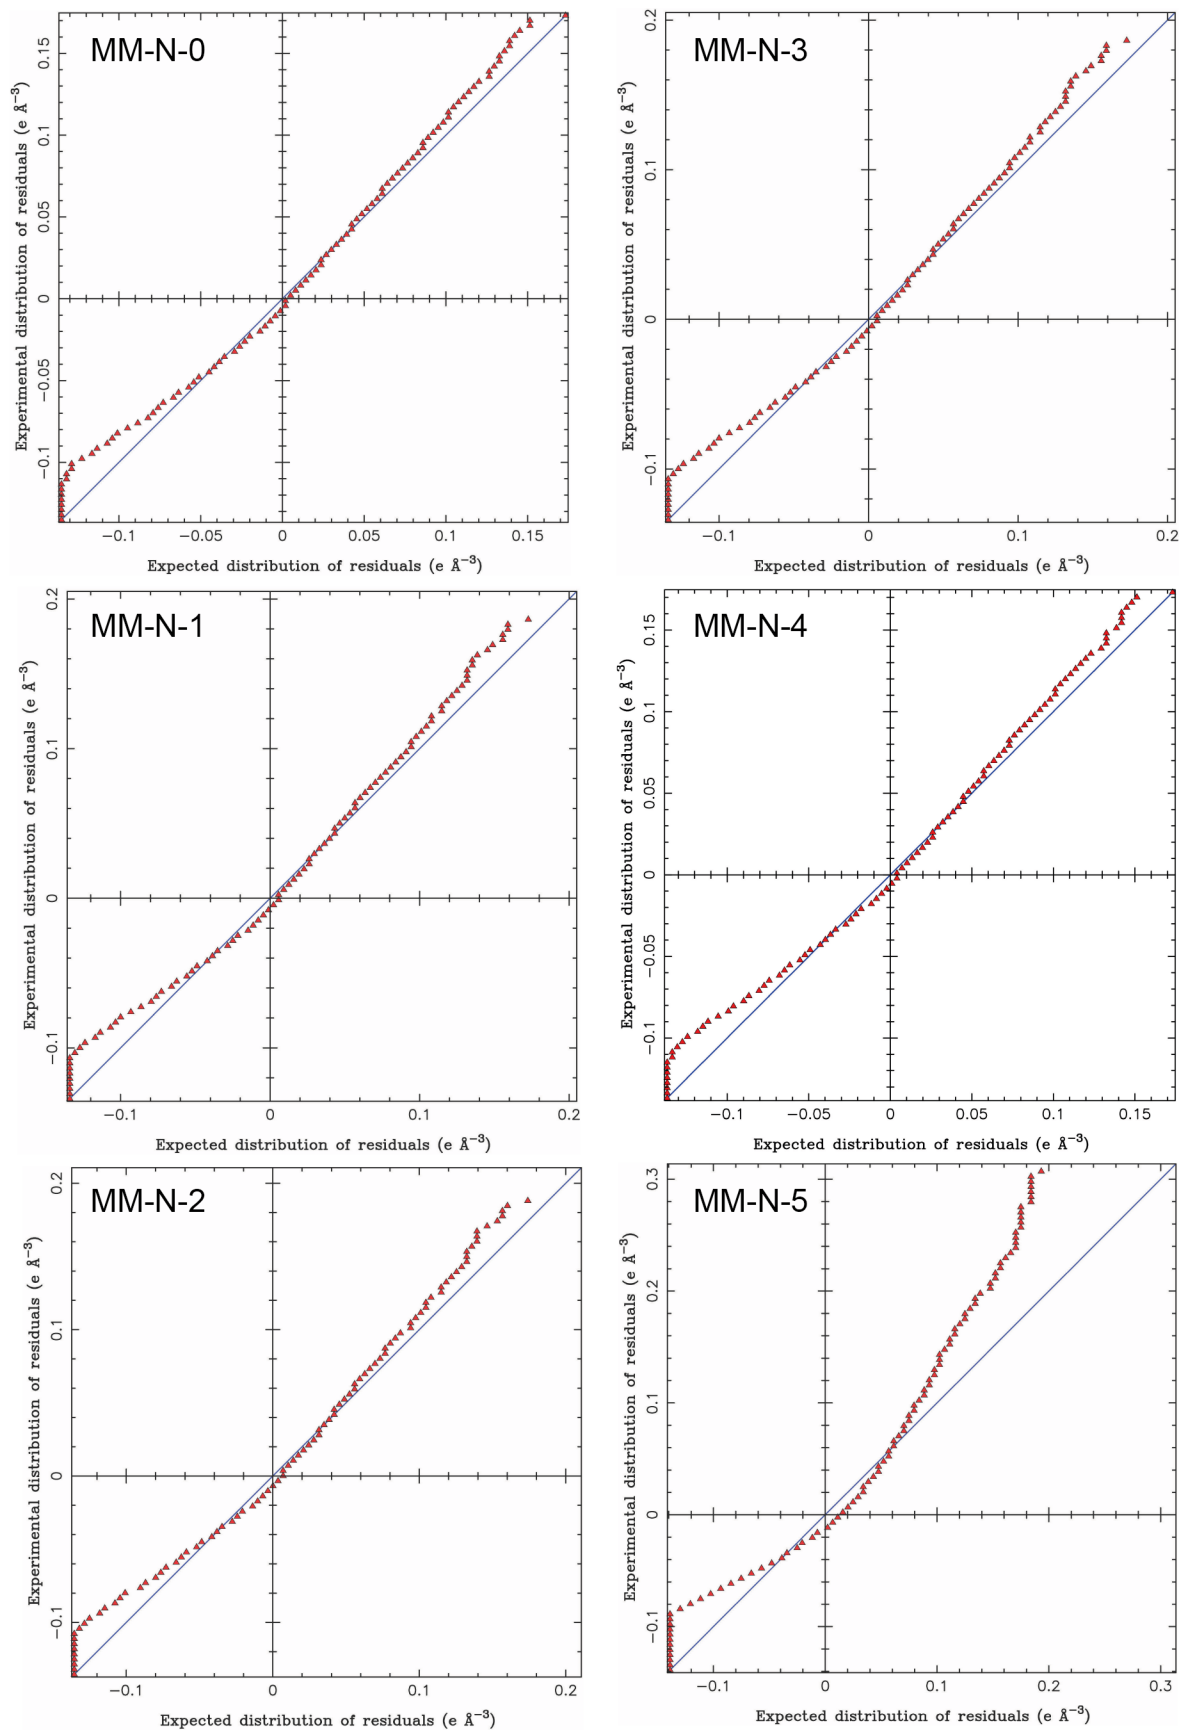 MM-N-0
Experimental distribution of residuals (e Å⁻³)
0.15
0.1
0.05
0
−0.05
−0.1
−0.1 −0.05 0 0.05 0.1 0.15
Expected distribution of residuals (e Å⁻³)
MM-N-3
Experimental distribution of residuals (e Å⁻³)
0.2
0.1
0
−0.1
−0.1 0 0.1 0.2
Expected distribution of residuals (e Å⁻³)
MM-N-1
Experimental distribution of residuals (e Å⁻³)
0.2
0.1
0
−0.1
−0.1 0 0.1 0.2
Expected distribution of residuals (e Å⁻³)
MM-N-4
Experimental distribution of residuals (e Å⁻³)
0.15
0.1
0.05
0
−0.05
−0.1
−0.1 −0.05 0 0.05 0.1 0.15
Expected distribution of residuals (e Å⁻³)
MM-N-2
Experimental distribution of residuals (e Å⁻³)
0.2
0.1
0
−0.1
−0.1 0 0.1 0.2
Expected distribution of residuals (e Å⁻³)
MM-N-5
Experimental distribution of residuals (e Å⁻³)
0.3
0.2
0.1
0
−0.1
−0.1 0 0.1 0.2 0.3
Expected distribution of residuals (e Å⁻³)